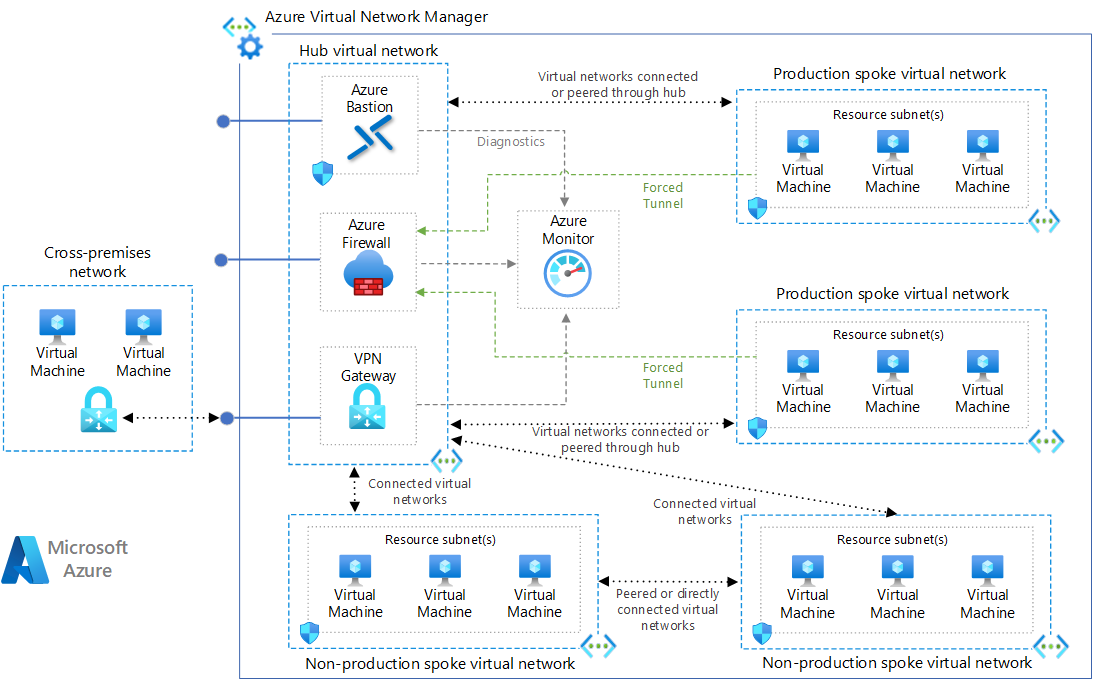 Azure Virtual Network Manager
Hub virtual network
Azure
Bastion
Virtual networks connected
or peered through hub
Production spoke virtual network
Resource subnet(s)
Virtual
Machine
Virtual
Machine
Virtual
Machine
Diagnostics
Forced
Tunnel
Azure
Firewall
Azure
Monitor
Cross-premises
network
Virtual
Machine
Virtual
Machine
Production spoke virtual network
Resource subnet(s)
Virtual
Machine
Virtual
Machine
Virtual
Machine
VPN
Gateway
Forced
Tunnel
Virtual networks connected or
peered through hub
Connected virtual
networks
Connected virtual
networks
Microsoft
Azure
Resource subnet(s)
Virtual
Machine
Virtual
Machine
Virtual
Machine
Non-production spoke virtual network
Peered or directly
connected virtual
networks
Resource subnet(s)
Virtual
Machine
Virtual
Machine
Virtual
Machine
Non-production spoke virtual network